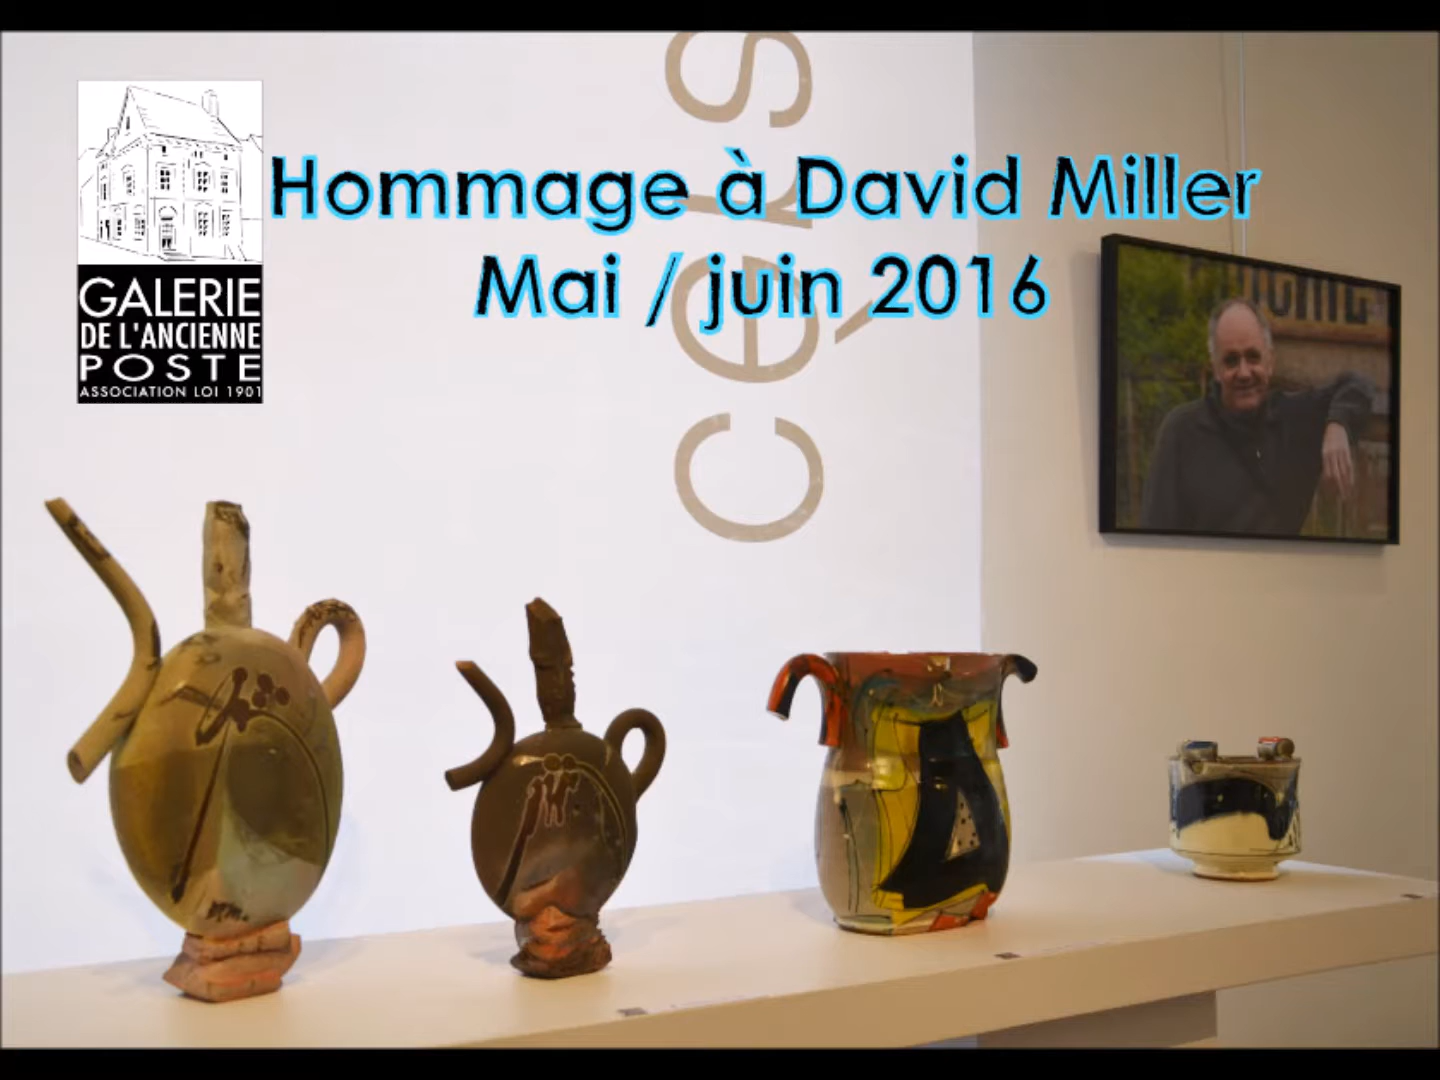 Hommage à David Miller
Mai / juin 2016
GALERIE
DE L'ANCIENNE
POSTE
ASSOCIATION LOI 1901